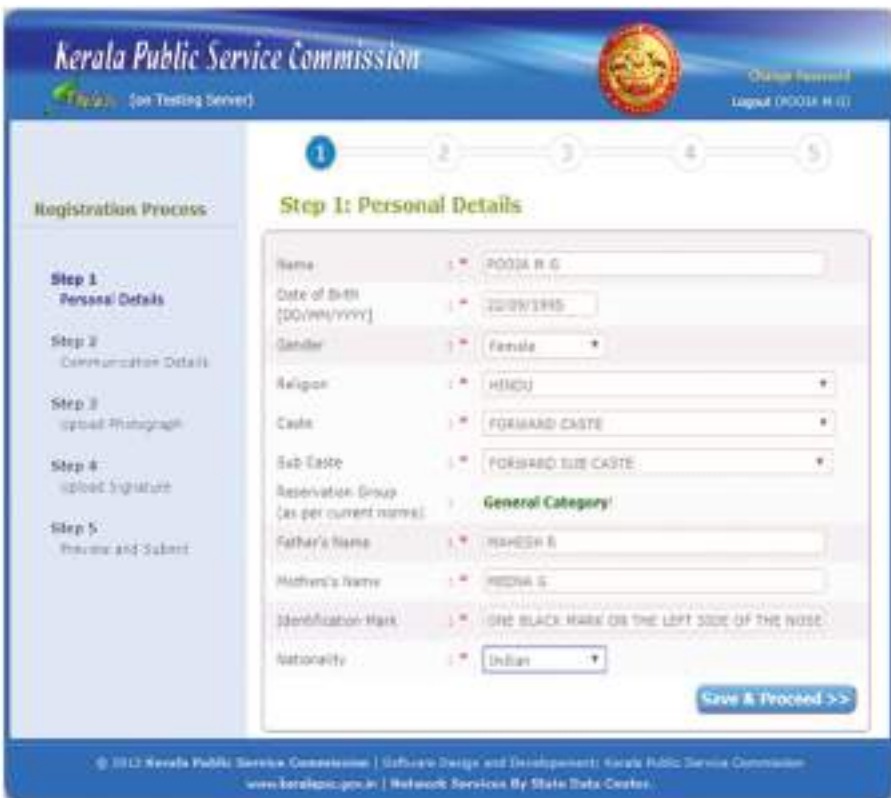 Kerala Public Service Commission
(on Testing Server)
Change Password
Logout (POOJA M G)
1 2 3 4 5
Registration Process
Step 1
Personal Details
Step 2
Communication Details
Step 3
Upload Photograph
Step 4
Upload Signature
Step 5
Preview and Submit
Step 1: Personal Details
Name : * POOJA M G
Date of Birth
[DD/MM/YYYY] : * 22/09/1995
Gender : * Female
Religion : * HINDU
Caste : * FORWARD CASTE
Sub Caste : * FORWARD SUB CASTE
Reservation Group
(as per current norms) : General Category
Father's Name : * MAHESH
Mothers's Name : * MEENA G
Identification Mark : * ONE BLACK MARK ON THE LEFT SIDE OF THE NOSE
Nationality : * Indian
Save & Proceed >>
© 2012 Kerala Public Service Commission | Software Design and Developement: Kerala Public Service Commission
www.keralapsc.gov.in | Network Services By State Data Center.